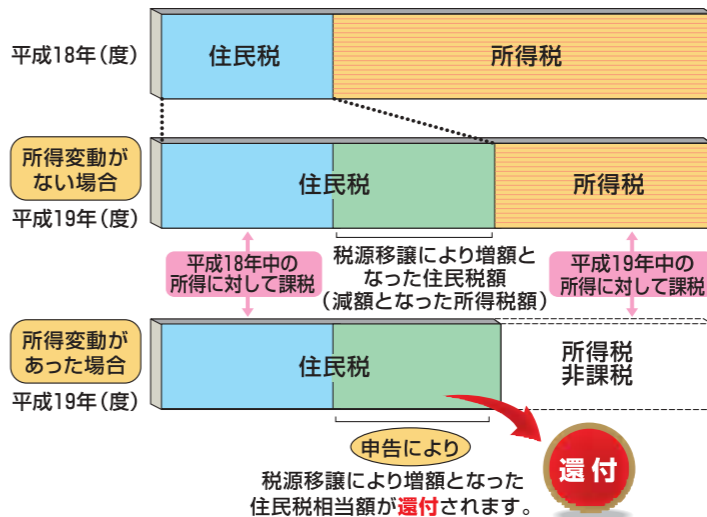 平成18年(度)
住民税
所得税
所得変動が
ない場合
平成19年(度)
住民税
所得税
平成18年中の
所得に対して課税
税源移譲により増額と
なった住民税額
(減額となった所得税額)
平成19年中の
所得に対して課税
所得変動が
あった場合
平成19年(度)
住民税
所得税
非課税
申告により
税源移譲により増額となった
住民税相当額が還付されます。
還付